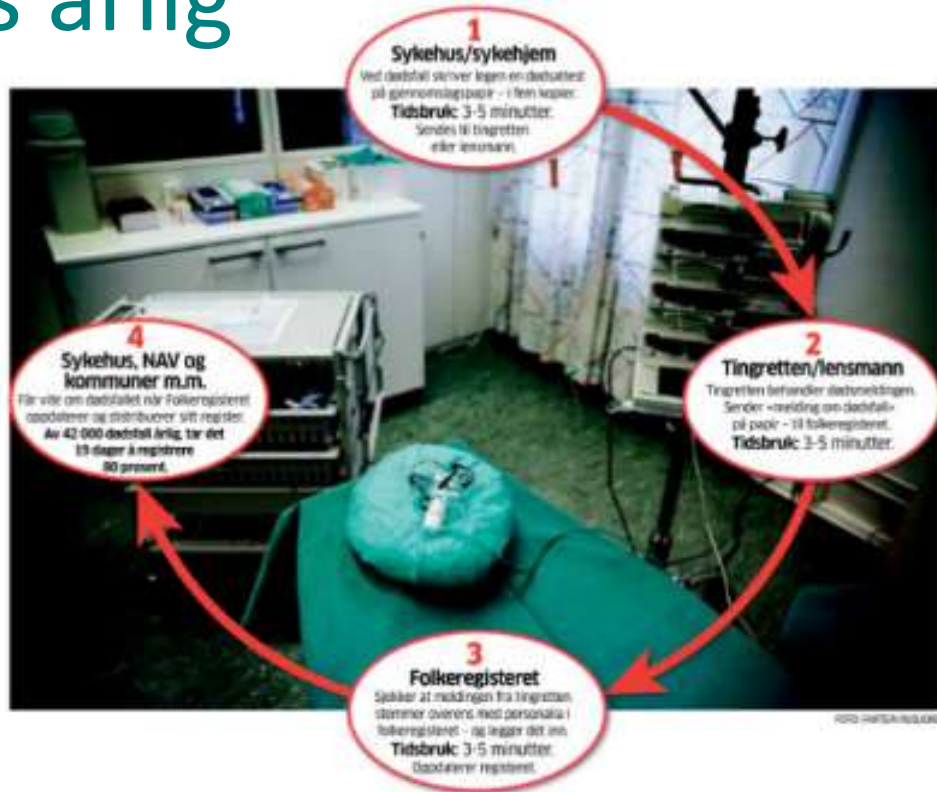 s årlig
1
Sykehus/sykehjem
Ved dødsfall skriver legen en dødsattest
på gjennomslagspapir – i fem kopier.
Tidsbruk: 3-5 minutter.
Sendes til tingretten
eller lensmann.
2
Tingretten/lensmann
Tingretten behandler dødsmeldingen.
Sender «melding om dødsfall»
på papir – til folkeregisteret.
Tidsbruk: 3-5 minutter.
3
Folkeregisteret
Sjekker at meldingen fra tingretten
stemmer overens med personalia i
folkeregisteret – og legger det inn.
Tidsbruk: 3-5 minutter.
Oppdaterer registeret.
4
Sykehus, NAV og
kommuner m.m.
Får vite om dødsfallet når Folkeregisteret
oppdaterer og distribuerer sitt register.
Av 42 000 dødsfall årlig, tar det
15 dager å registrere
80 prosent.
FOTO: